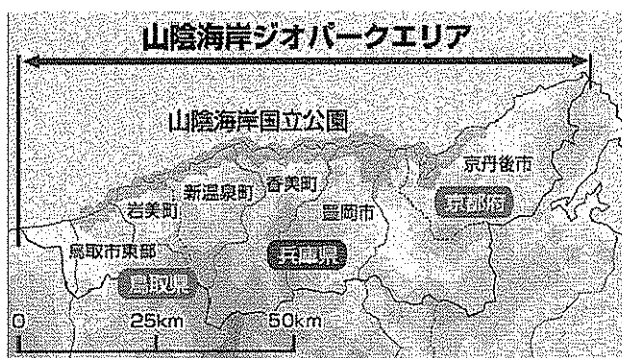 山陰海岸ジオパークエリア
山陰海岸国立公園
京丹後市
香美町
新温泉町
京都府
岩美町
豊岡市
鳥取市東部
兵庫県
鳥取県
0 25km 50km